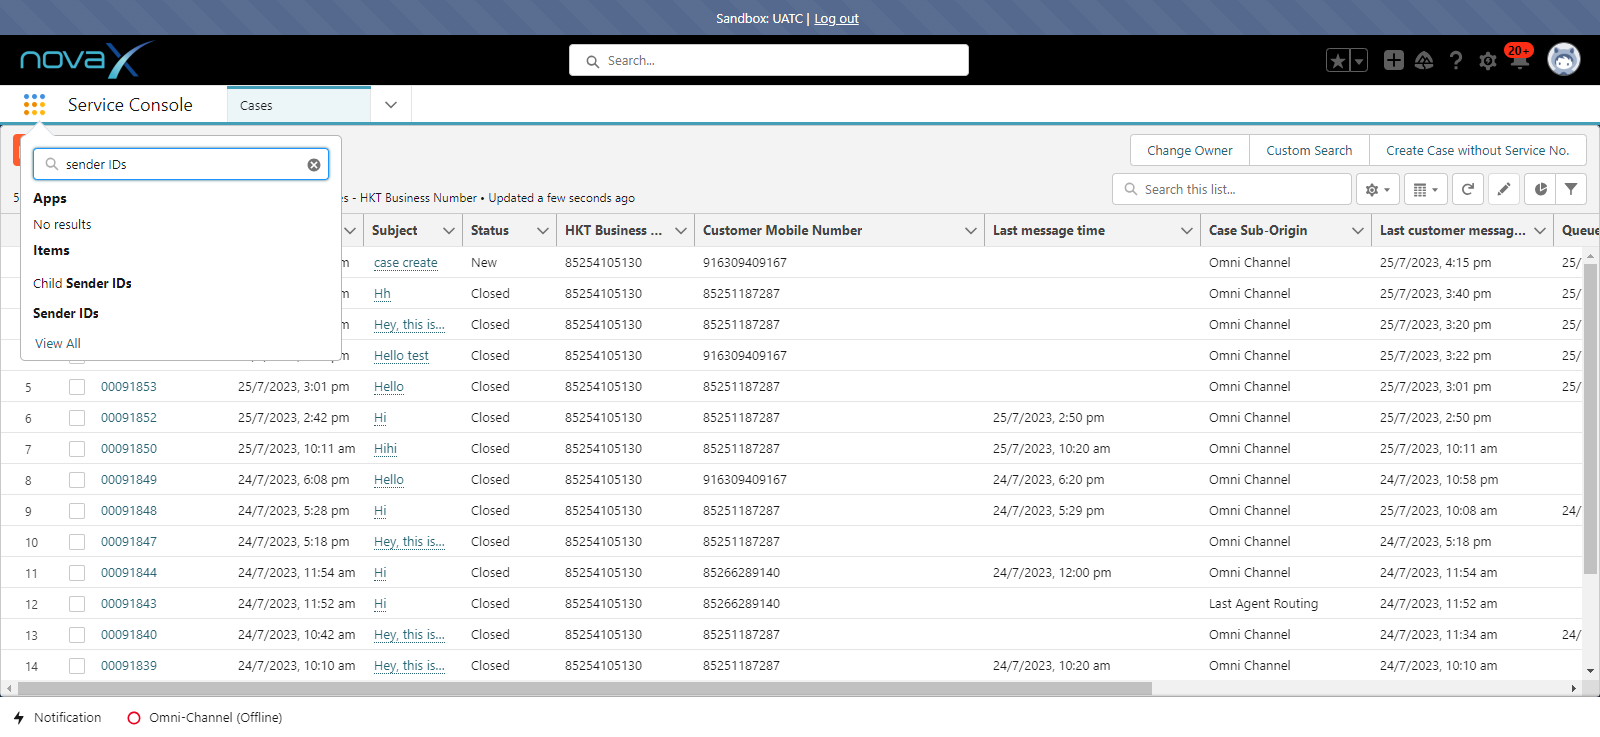 Sandbox: UATC | Log out
novaX
Search...
20+
Service Console
Cases
sender IDs
Apps
No results
Items
Child Sender IDs
Sender IDs
View All
Change Owner
Custom Search
Create Case without Service No.
5
s - HKT Business Number • Updated a few seconds ago
Search this list...
Subject Status HKT Business ... Customer Mobile Number Last message time Case Sub-Origin Last customer messag... Queue
m case create New 85254105130 916309409167 Omni Channel 25/7/2023, 4:15 pm 25/
m Hh Closed 85254105130 85251187287 Omni Channel 25/7/2023, 3:40 pm 25/
m Hey, this is... Closed 85254105130 85251187287 Omni Channel 25/7/2023, 3:20 pm 25/
m Hello test Closed 85254105130 916309409167 Omni Channel 25/7/2023, 3:22 pm 25/
5 00091853 25/7/2023, 3:01 pm Hello Closed 85254105130 85251187287 Omni Channel 25/7/2023, 3:01 pm 25/
6 00091852 25/7/2023, 2:42 pm Hi Closed 85254105130 85251187287 25/7/2023, 2:50 pm Omni Channel 25/7/2023, 2:50 pm
7 00091850 25/7/2023, 10:11 am Hihi Closed 85254105130 85251187287 25/7/2023, 10:20 am Omni Channel 25/7/2023, 10:11 am
8 00091849 24/7/2023, 6:08 pm Hello Closed 85254105130 916309409167 24/7/2023, 6:20 pm Omni Channel 24/7/2023, 10:58 pm
9 00091848 24/7/2023, 5:28 pm Hi Closed 85254105130 85251187287 24/7/2023, 5:29 pm Omni Channel 25/7/2023, 10:08 am 24/
10 00091847 24/7/2023, 5:18 pm Hey, this is... Closed 85254105130 85251187287 Omni Channel 24/7/2023, 5:18 pm
11 00091844 24/7/2023, 11:54 am Hi Closed 85254105130 85266289140 24/7/2023, 12:00 pm Omni Channel 24/7/2023, 11:54 am
12 00091843 24/7/2023, 11:52 am Hi Closed 85254105130 85266289140 Last Agent Routing 24/7/2023, 11:52 am
13 00091840 24/7/2023, 10:42 am Hey, this is... Closed 85254105130 85251187287 Omni Channel 24/7/2023, 11:34 am 24/
14 00091839 24/7/2023, 10:10 am Hey, this is... Closed 85254105130 85251187287 24/7/2023, 10:20 am Omni Channel 24/7/2023, 10:10 am
Notification Omni-Channel (Offline)